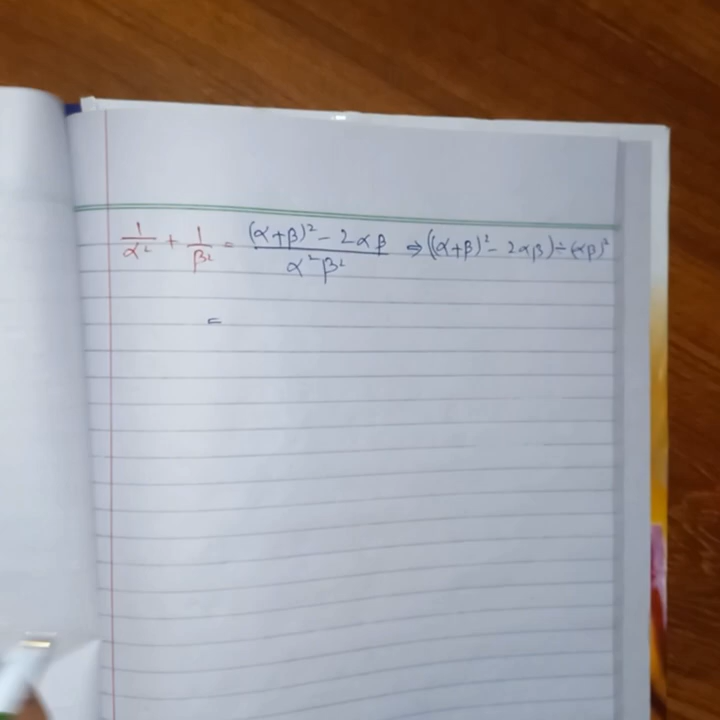 1/α² + 1/β² = (α+β)² - 2αβ / α²β² ⇒ ((α+β)² - 2αβ) ÷ (αβ)²
=